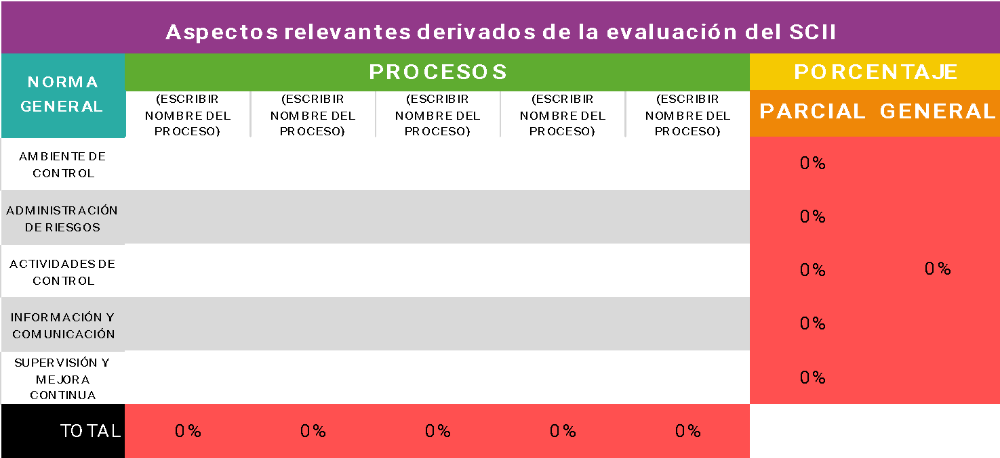 Aspectos relevantes derivados de la evaluación del SCII
NORMA
GENERAL
PROCESOS
PORCENTAJE
(ESCRIBIR
NOMBRE DEL
PROCESO)
(ESCRIBIR
NOMBRE DEL
PROCESO)
(ESCRIBIR
NOMBRE DEL
PROCESO)
(ESCRIBIR
NOMBRE DEL
PROCESO)
(ESCRIBIR
NOMBRE DEL
PROCESO)
PARCIAL GENERAL
AMBIENTE DE
CONTROL
0%
ADMINISTRACIÓN
DE RIESGOS
0%
ACTIVIDADES DE
CONTROL
0% 0%
INFORMACIÓN Y
COMUNICACIÓN
0%
SUPERVISIÓN Y
MEJORA
CONTINUA
0%
TOTAL 0% 0% 0% 0% 0%